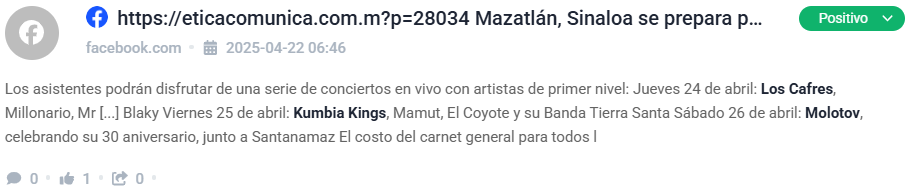 https://eticacomunica.com.m?p=28034 Mazatlán, Sinaloa se prepara p...
Positivo
facebook.com 2025-04-22 06:46
Los asistentes podrán disfrutar de una serie de conciertos en vivo con artistas de primer nivel: Jueves 24 de abril: Los Cafres,
Millonario, Mr [...] Blaky Viernes 25 de abril: Kumbia Kings, Mamut, El Coyote y su Banda Tierra Santa Sábado 26 de abril: Molotov,
celebrando su 30 aniversario, junto a Santanamaz El costo del carnet general para todos l
0 1 0